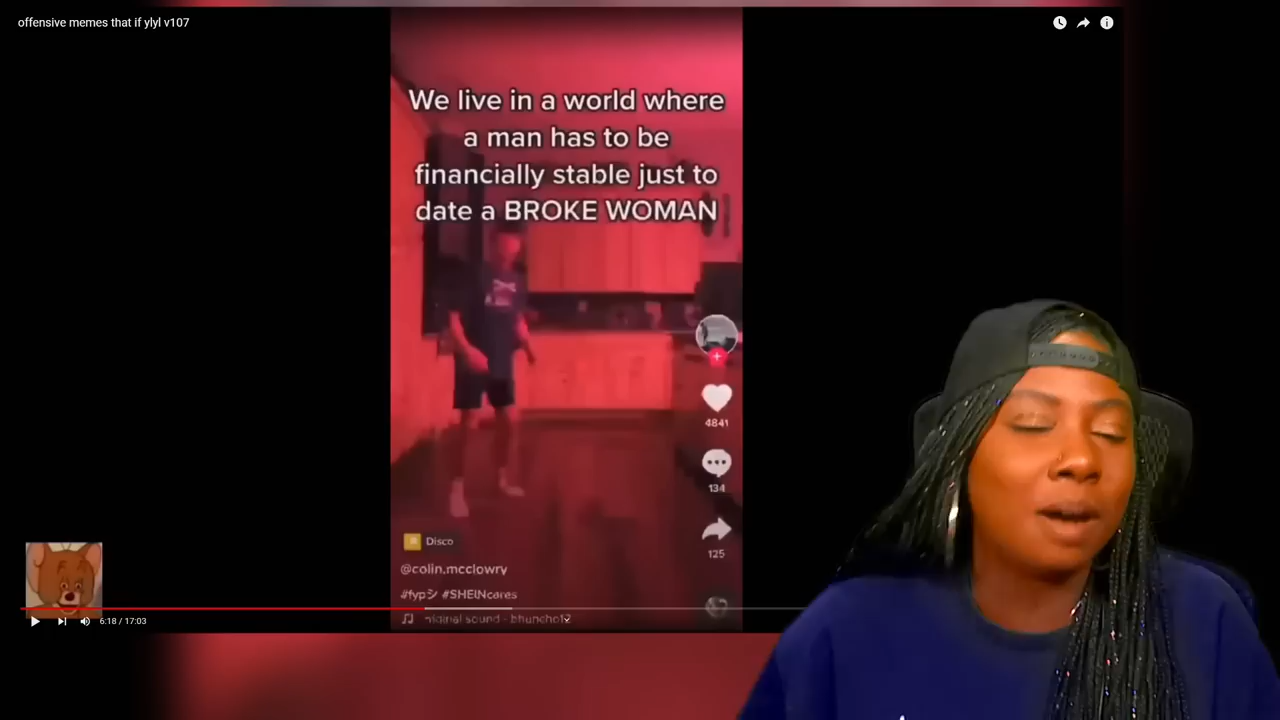 offensive memes that if ylyl v107
We live in a world where
a man has to be
financially stable just to
date a BROKE WOMAN
4841
134
125
Disco
@colin.mcclowry
#fypシ #SHEINcares
6:18 / 17:03